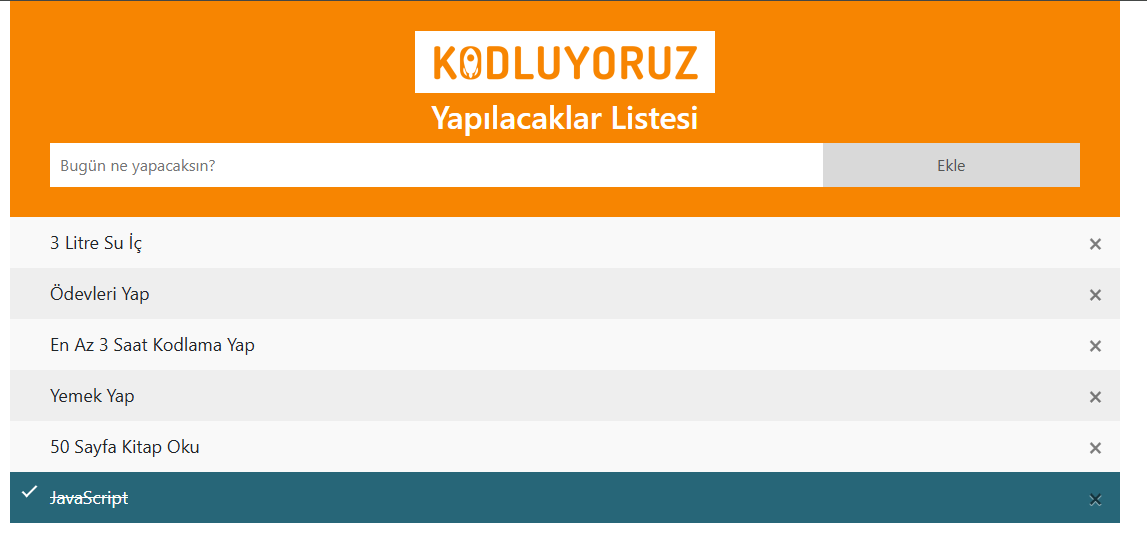 KODLUYORUZ
Yapılacaklar Listesi
Bugün ne yapacaksın?
Ekle
3 Litre Su İç
Ödevleri Yap
En Az 3 Saat Kodlama Yap
Yemek Yap
50 Sayfa Kitap Oku
JavaScript